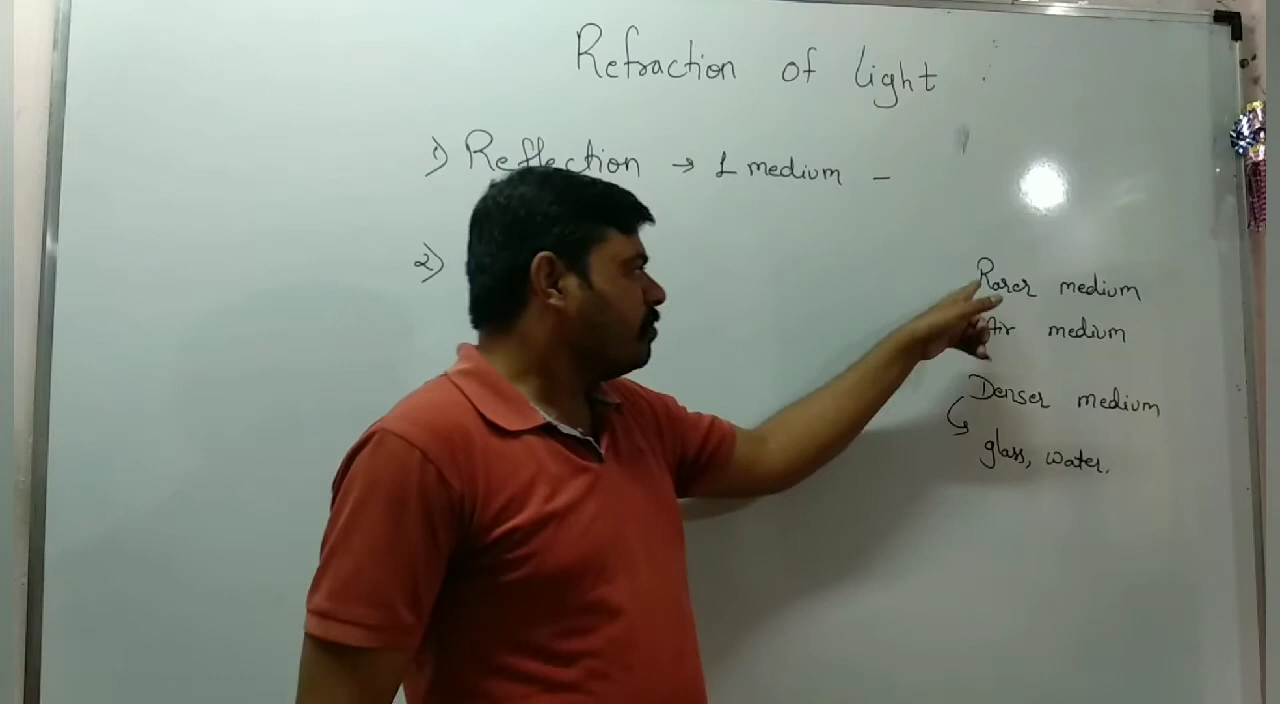 Refraction of light :
1) Reflection → 1 medium –
2)
Rarer medium
Air medium
Denser medium
glass, water.